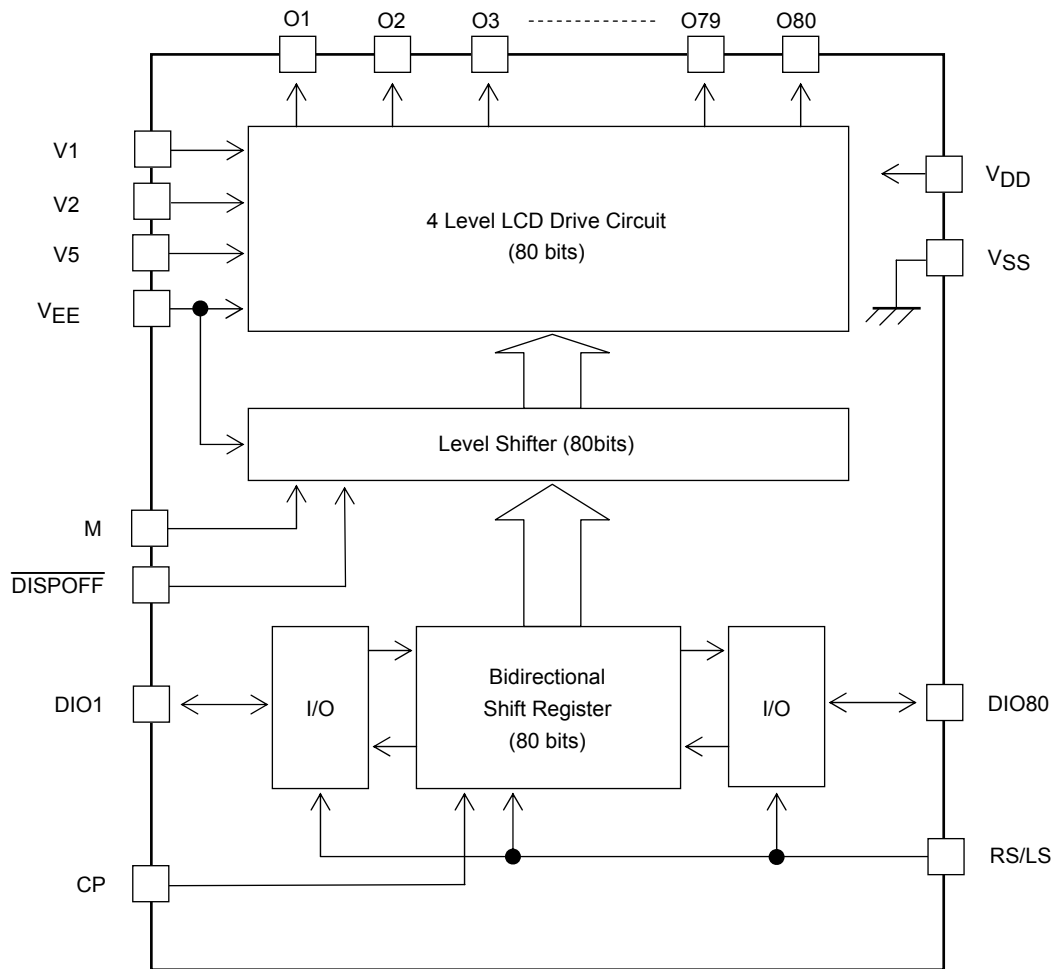 O1 O2 O3 O79 O80
V1
V2
V5
VEE
VDD
VSS
4 Level LCD Drive Circuit
(80 bits)
Level Shifter (80bits)
M
DISPOFF
DIO1
I/O
Bidirectional
Shift Register
(80 bits)
I/O
DIO80
CP
RS/LS